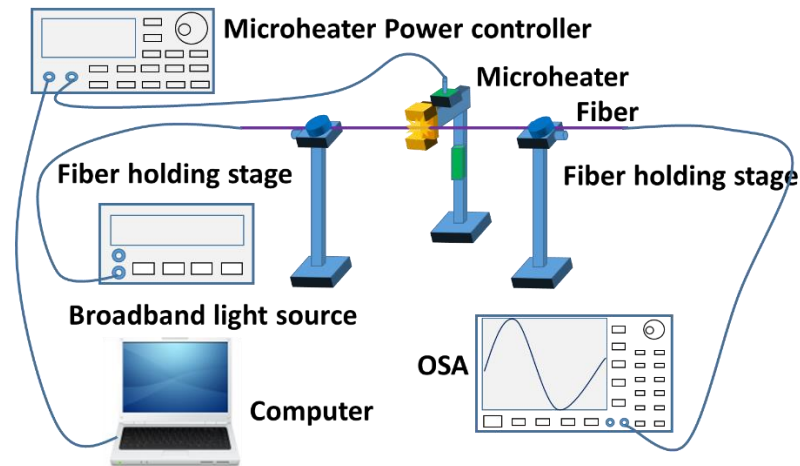 Microheater Power controller
Microheater
Fiber
Fiber holding stage
Fiber holding stage
Broadband light source
OSA
Computer